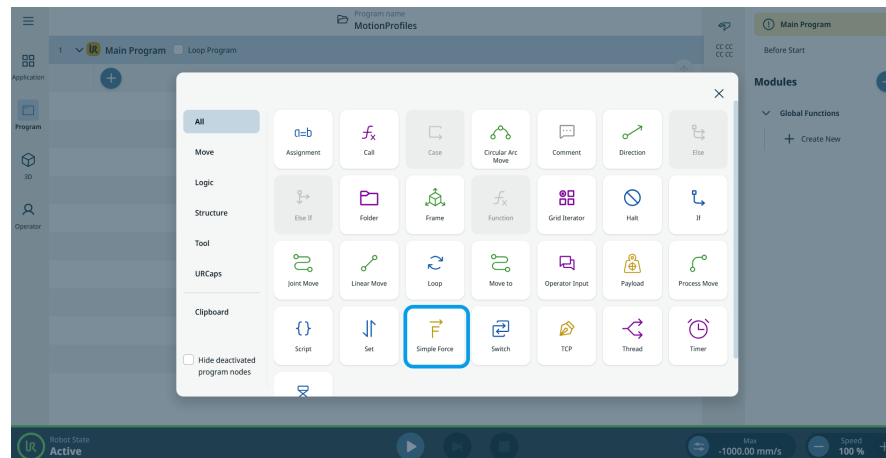 Program name
MotionProfiles
Main Program
1 Main Program Loop Program
CC CC
CC CC
Before Start
Application
Modules
All
Global Functions
a=b
Assignment
Call
Case
Circular Arc
Move
Comment
Direction
Else
Program
Move
Create New
3D
Logic
Else If
Folder
Frame
Function
Grid Iterator
Halt
If
Structure
Operator
Tool
URCaps
Joint Move
Linear Move
Loop
Move to
Operator Input
Payload
Process Move
Clipboard
Script
Set
Simple Force
Switch
TCP
Thread
Timer
Hide deactivated
program nodes
Robot State
Active
Max
-1000.00 mm/s
Speed
100 %